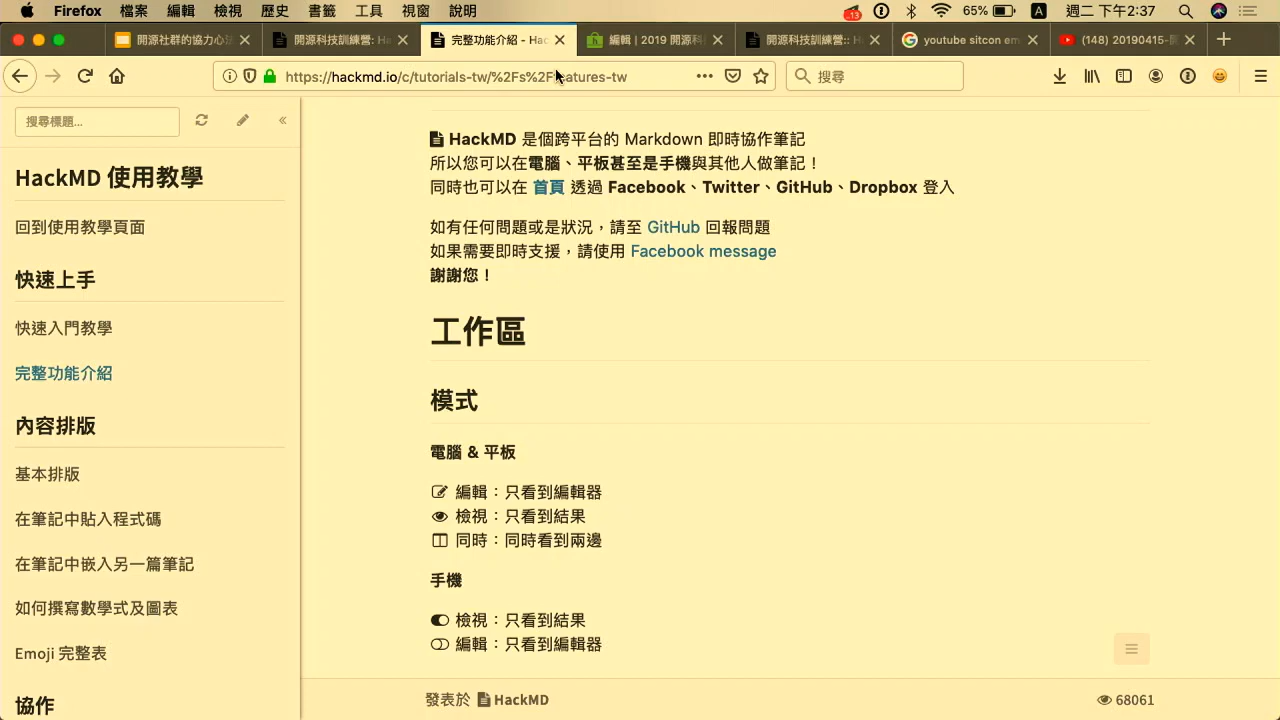 Firefox 檔案 編輯 檢視 歷史 書籤 工具 視窗 說明 13 65% A 週二 下午2:37
開源社群的協力心法 開源科技訓練營: Ha 完整功能介紹 - Hac 編輯 | 2019 開源科 開源科技訓練營:: H youtube sitcon em (148) 20190415-開
https://hackmd.io/c/tutorials-tw/%2Fs%2Ffeatures-tw 搜尋
搜尋標題...
HackMD 使用教學
回到使用教學頁面
快速上手
快速入門教學
完整功能介紹
內容排版
基本排版
在筆記中貼入程式碼
在筆記中嵌入另一篇筆記
如何撰寫數學式及圖表
Emoji 完整表
協作
HackMD 是個跨平台的 Markdown 即時協作筆記
所以您可以在電腦、平板甚至是手機與其他人做筆記！
同時也可以在 首頁 透過 Facebook、Twitter、GitHub、Dropbox 登入
如有任何問題或是狀況，請至 GitHub 回報問題
如果需要即時支援，請使用 Facebook message
謝謝您！
工作區
模式
電腦 & 平板
編輯：只看到編輯器
檢視：只看到結果
同時：同時看到兩邊
手機
檢視：只看到結果
編輯：只看到編輯器
發表於 HackMD 68061